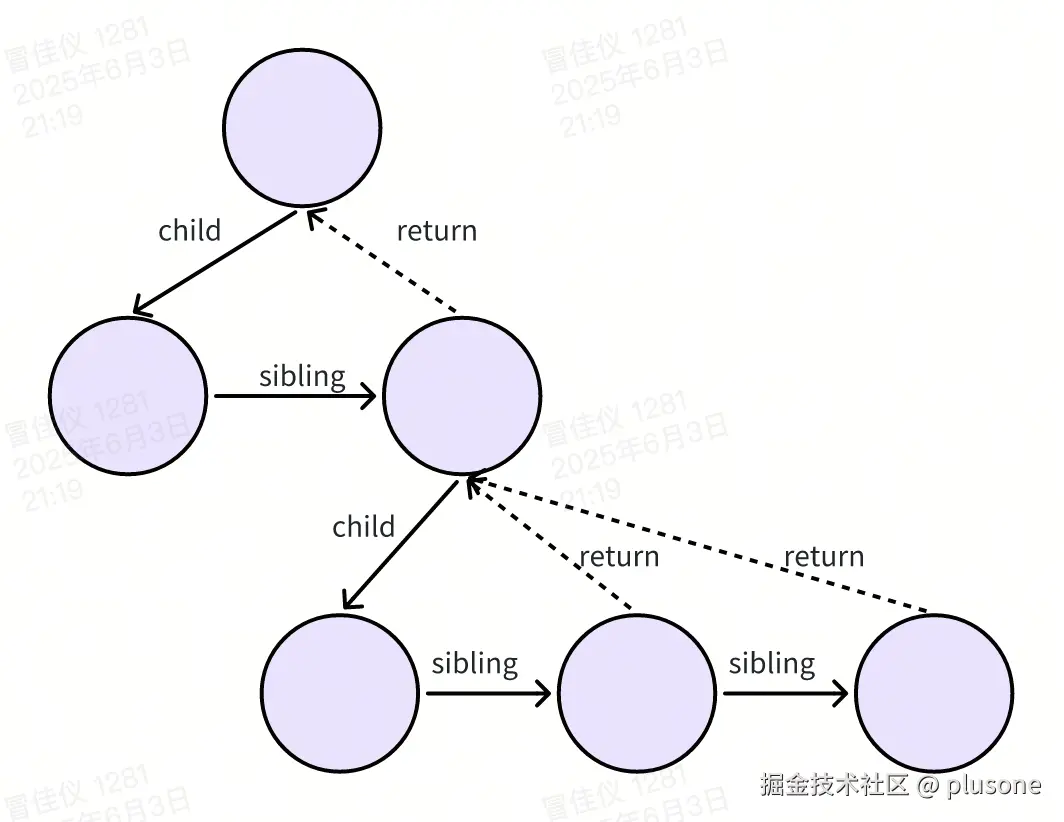 冒佳仪 1281
2025年6月3日
21:19
冒佳仪 1281
2025年6月3日
21:19
child
return
sibling
冒佳仪 1281
2025年6月3日
21:19
冒佳仪 1281
2025年6月3日
21:19
child
return
return
sibling
sibling
冒佳仪 1281
2025年6月3日
冒佳仪 1281
2025年6月3日
掘金技术社区 @ plusone